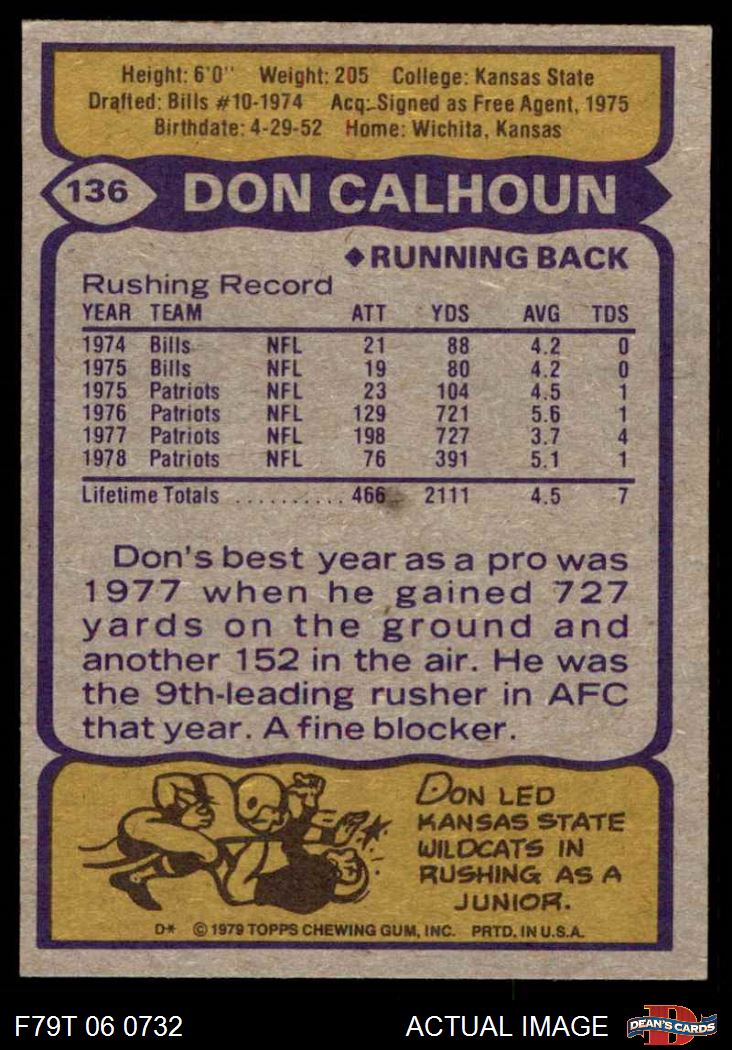 Height: 6'0" Weight: 205 College: Kansas State
Drafted: Bills #10-1974 Acq: Signed as Free Agent, 1975
Birthdate: 4-29-52 Home: Wichita, Kansas
136 DON CALHOUN
◆RUNNING BACK
Rushing Record
YEAR TEAM ATT YDS AVG TDS
1974 Bills NFL 21 88 4.2 0
1975 Bills NFL 19 80 4.2 0
1975 Patriots NFL 23 104 4.5 1
1976 Patriots NFL 129 721 5.6 1
1977 Patriots NFL 198 727 3.7 4
1978 Patriots NFL 76 391 5.1 1
Lifetime Totals .......... 466 2111 4.5 7
Don's best year as a pro was
1977 when he gained 727
yards on the ground and
another 152 in the air. He was
the 9th-leading rusher in AFC
that year. A fine blocker.
DON LED
KANSAS STATE
WILDCATS IN
RUSHING AS A
JUNIOR.
D* © 1979 TOPPS CHEWING GUM, INC. PRTD. IN U.S.A.
F79T 06 0732 ACTUAL IMAGE D DEAN'S CARDS